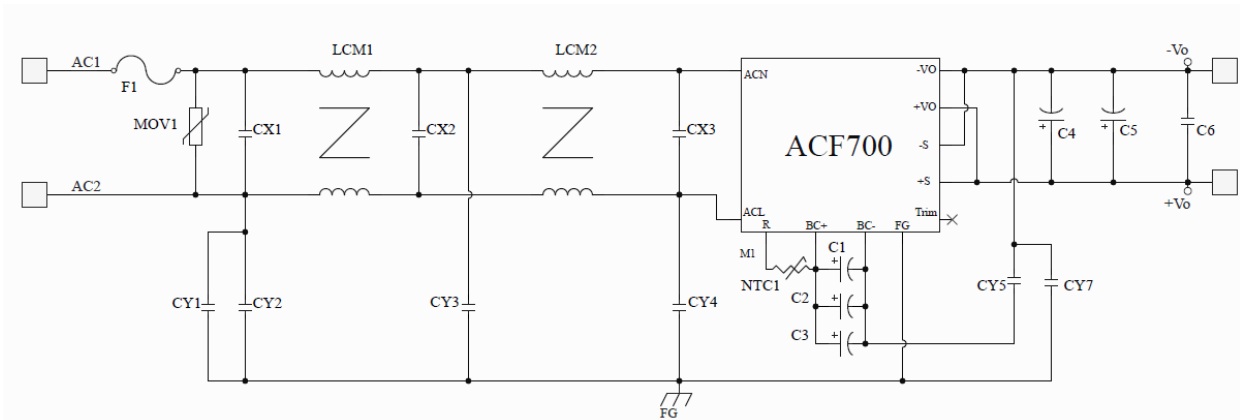 AC1
F1
LCM1
LCM2
-Vo
MOV1
CX1
CX2
CX3
ACN
-VO
+VO
ACF700
-S
+S
+
C4
+
C5
C6
AC2
+Vo
ACL
Trim
R
BC+
BC-
FG
M1
NTC1
C1
+
C2
+
C3
+
CY1
CY2
CY3
CY4
CY5
CY7
FG